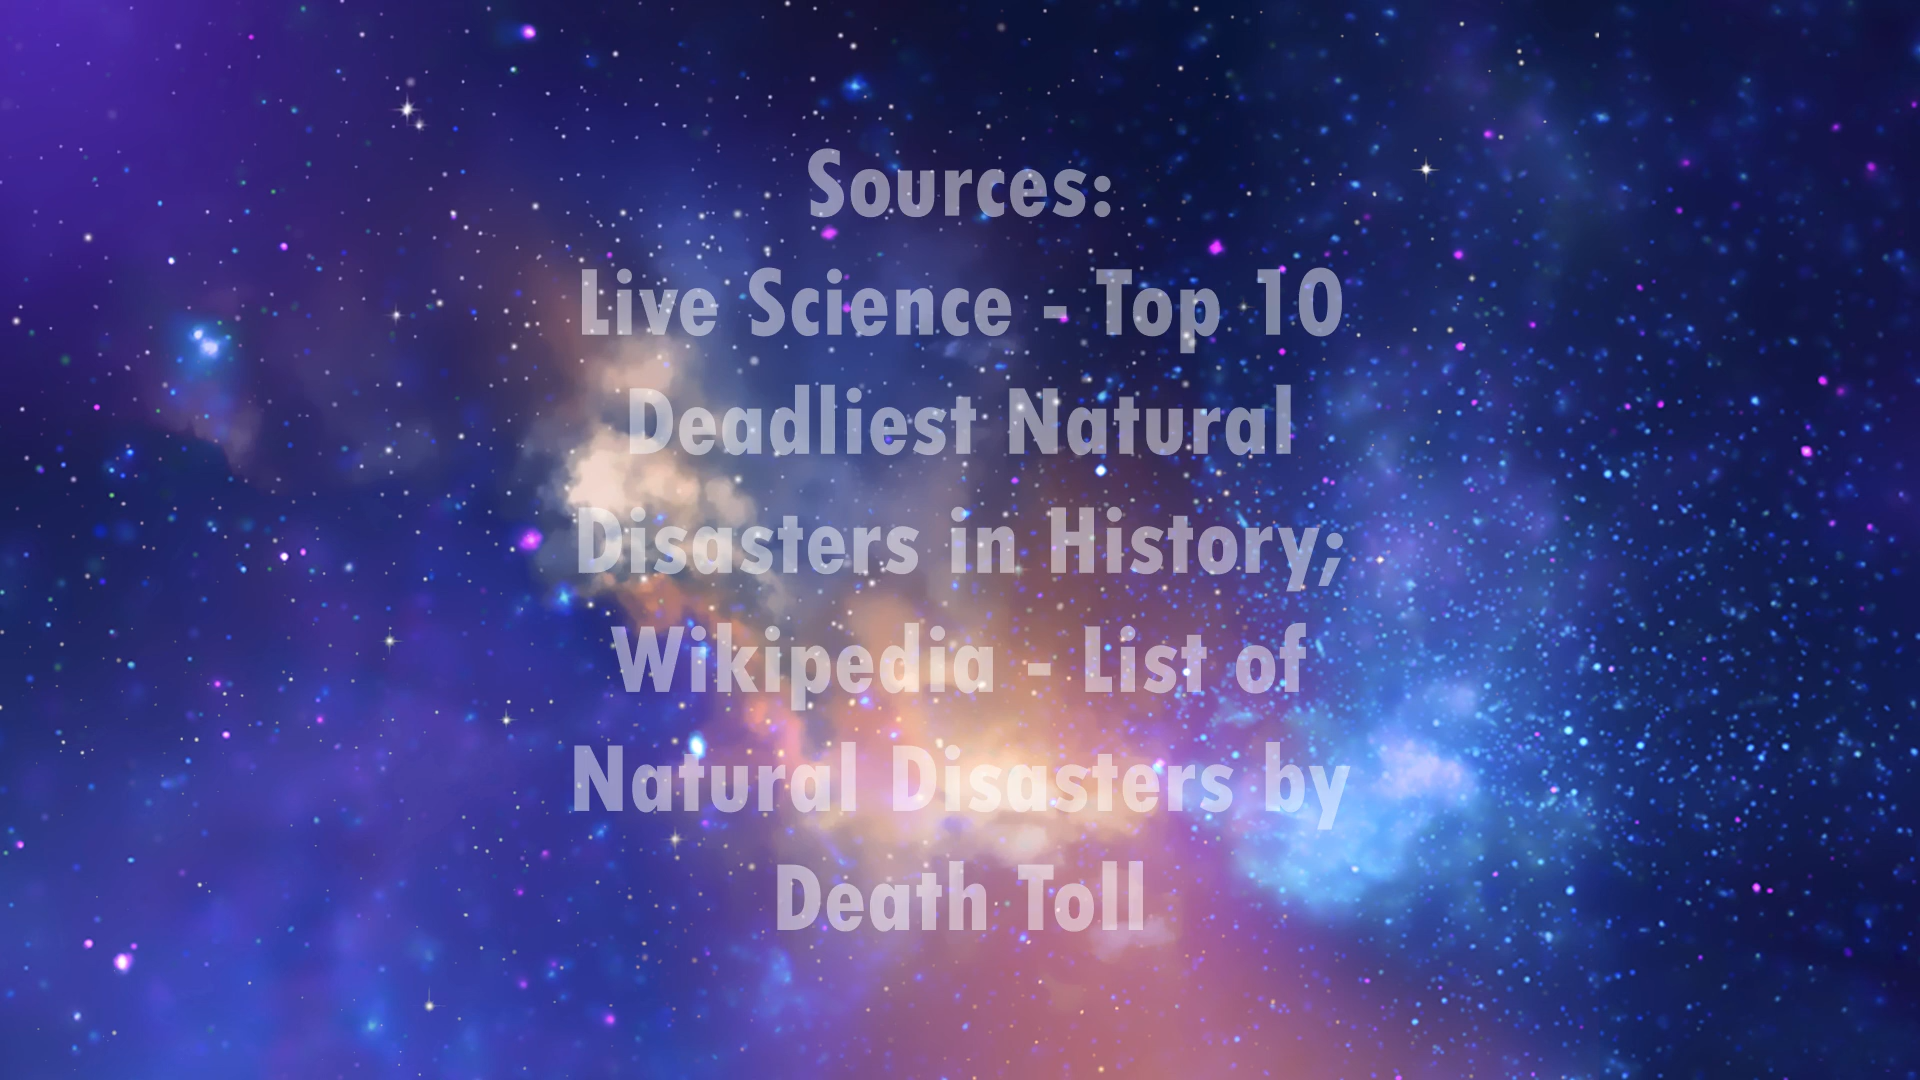 Sources:
Live Science - Top 10
Deadliest Natural
Disasters in History;
Wikipedia - List of
Natural Disasters by
Death Toll